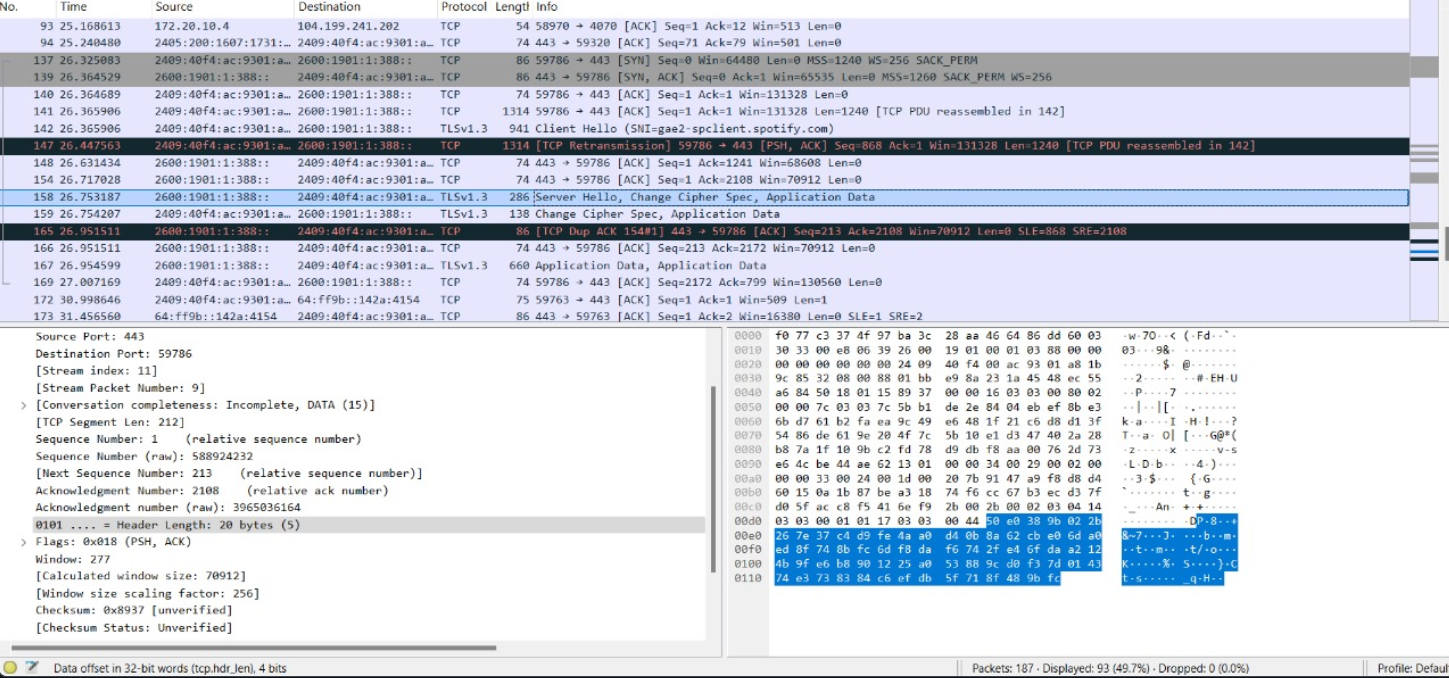 No. Time Source Destination Protocol Length Info
93 25.168613 172.20.10.4 104.199.241.202 TCP 54 58970 → 4070 [ACK] Seq=1 Ack=12 Win=513 Len=0
94 25.240480 2405:200:1607:1731:… 2409:40f4:ac:9301:a… TCP 74 443 → 59320 [ACK] Seq=71 Ack=79 Win=501 Len=0
137 26.325083 2409:40f4:ac:9301:a… 2600:1901:1:388:: TCP 86 59786 → 443 [SYN] Seq=0 Win=64480 Len=0 MSS=1240 WS=256 SACK_PERM
139 26.364529 2600:1901:1:388:: 2409:40f4:ac:9301:a… TCP 86 443 → 59786 [SYN, ACK] Seq=0 Ack=1 Win=65535 Len=0 MSS=1260 SACK_PERM WS=256
140 26.364689 2409:40f4:ac:9301:a… 2600:1901:1:388:: TCP 74 59786 → 443 [ACK] Seq=1 Ack=1 Win=131328 Len=0
141 26.365906 2409:40f4:ac:9301:a… 2600:1901:1:388:: TCP 1314 59786 → 443 [ACK] Seq=1 Ack=1 Win=131328 Len=1240 [TCP PDU reassembled in 142]
142 26.365906 2409:40f4:ac:9301:a… 2600:1901:1:388:: TLSv1.3 941 Client Hello (SNI=gae2-spclient.spotify.com)
147 26.447563 2409:40f4:ac:9301:a… 2600:1901:1:388:: TCP 1314 [TCP Retransmission] 59786 → 443 [PSH, ACK] Seq=868 Ack=1 Win=131328 Len=1240 [TCP PDU reassembled in 142]
148 26.631434 2600:1901:1:388:: 2409:40f4:ac:9301:a… TCP 74 443 → 59786 [ACK] Seq=1 Ack=1241 Win=68608 Len=0
154 26.717028 2600:1901:1:388:: 2409:40f4:ac:9301:a… TCP 74 443 → 59786 [ACK] Seq=1 Ack=2108 Win=70912 Len=0
158 26.753187 2600:1901:1:388:: 2409:40f4:ac:9301:a… TLSv1.3 286 Server Hello, Change Cipher Spec, Application Data
159 26.754207 2409:40f4:ac:9301:a… 2600:1901:1:388:: TLSv1.3 138 Change Cipher Spec, Application Data
165 26.951511 2600:1901:1:388:: 2409:40f4:ac:9301:a… TCP 86 [TCP Dup ACK 154#1] 443 → 59786 [ACK] Seq=213 Ack=2108 Win=70912 Len=0 SLE=868 SRE=2108
166 26.951511 2600:1901:1:388:: 2409:40f4:ac:9301:a… TCP 74 443 → 59786 [ACK] Seq=213 Ack=2172 Win=70912 Len=0
167 26.954599 2600:1901:1:388:: 2409:40f4:ac:9301:a… TLSv1.3 660 Application Data, Application Data
169 27.007169 2409:40f4:ac:9301:a… 2600:1901:1:388:: TCP 74 59786 → 443 [ACK] Seq=2172 Ack=799 Win=130560 Len=0
172 30.998646 2409:40f4:ac:9301:a… 64:ff9b::142a:4154 TCP 75 59763 → 443 [ACK] Seq=1 Ack=1 Win=509 Len=1
173 31.456560 64:ff9b::142a:4154 2409:40f4:ac:9301:a… TCP 86 443 → 59763 [ACK] Seq=1 Ack=2 Win=16380 Len=0 SLE=1 SRE=2
Source Port: 443
Destination Port: 59786
[Stream index: 11]
[Stream Packet Number: 9]
[Conversation completeness: Incomplete, DATA (15)]
[TCP Segment Len: 212]
Sequence Number: 1 (relative sequence number)
Sequence Number (raw): 588924232
[Next Sequence Number: 213 (relative sequence number)]
Acknowledgment Number: 2108 (relative ack number)
Acknowledgment number (raw): 3965036164
0101 .... = Header Length: 20 bytes (5)
Flags: 0x018 (PSH, ACK)
Window: 277
[Calculated window size: 70912]
[Window size scaling factor: 256]
Checksum: 0x8937 [unverified]
[Checksum Status: Unverified]
0000 f0 77 c3 37 4f 97 ba 3c 28 aa 46 64 86 dd 60 03
0010 30 33 00 e8 06 39 26 00 19 01 00 01 03 88 00 00
0020 00 00 00 00 00 00 24 09 40 f4 00 ac 93 01 a8 1b
0030 9c 85 32 08 00 88 01 bb e9 8a 23 1a 45 48 ec 55
0040 a6 84 50 18 01 15 89 37 00 00 16 03 03 00 80 02
0050 00 00 7c 03 03 7c 5b b1 de 2e 84 04 eb ef 8b e3
0060 6b d7 61 b2 fa ea 9c 49 e6 48 1f 21 c6 d8 d1 3f
0070 54 86 de 61 9e 20 4f 7c 5b 10 e1 d3 47 40 2a 28
0080 b8 7a 1f 10 9b c2 fd 78 d9 db f8 aa 00 76 2d 73
0090 e6 4c be 44 ae 62 13 01 00 00 34 00 29 00 02 00
00a0 00 00 33 00 24 00 1d 00 20 7b 91 47 a9 f8 d8 d4
00b0 60 15 0a 1b 87 be a3 18 74 f6 cc 67 b3 ec d3 7f
00c0 d0 5f ac c8 f5 41 6e f9 2b 00 2b 00 02 03 04 14
00d0 03 03 00 01 01 17 03 03 00 44 50 e0 38 9b 02 2b
00e0 26 7e 37 c4 d9 fe 4a a0 d4 0b 8a 62 cb e0 6d a0
00f0 ed 8f 74 8b fc 6d f8 da f6 74 2f e4 6f da a2 12
0100 4b 9f e6 b8 90 12 25 a0 53 88 9c d0 f3 7d 01 43
0110 74 e3 73 83 84 c6 ef db 5f 71 8f 48 9b fc
Data offset in 32-bit words (tcp.hdr_len), 4 bits
Packets: 187 · Displayed: 93 (49.7%) · Dropped: 0 (0.0%)
Profile: Defaul